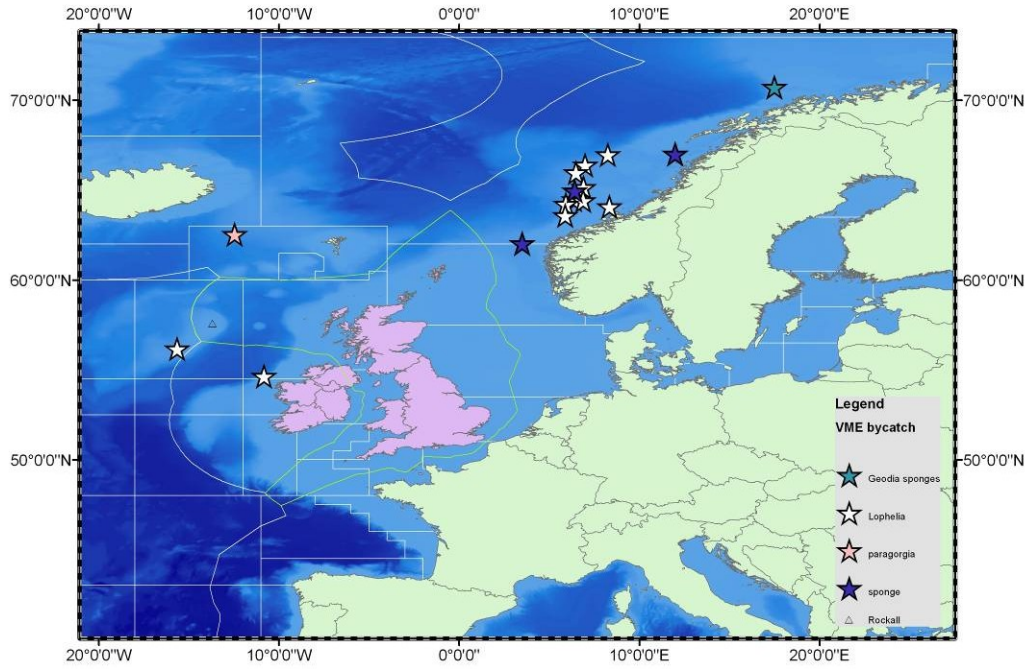 20°0'0"W 10°0'0"W 0°0'0" 10°0'0"E 20°0'0"E
70°0'0"N 70°0'0"N
60°0'0"N 60°0'0"N
50°0'0"N 50°0'0"N
Legend
VME bycatch
Geodia sponges
Lophelia
paragorgia
sponge
Rockall
20°0'0"W 10°0'0"W 0°0'0" 10°0'0"E 20°0'0"E